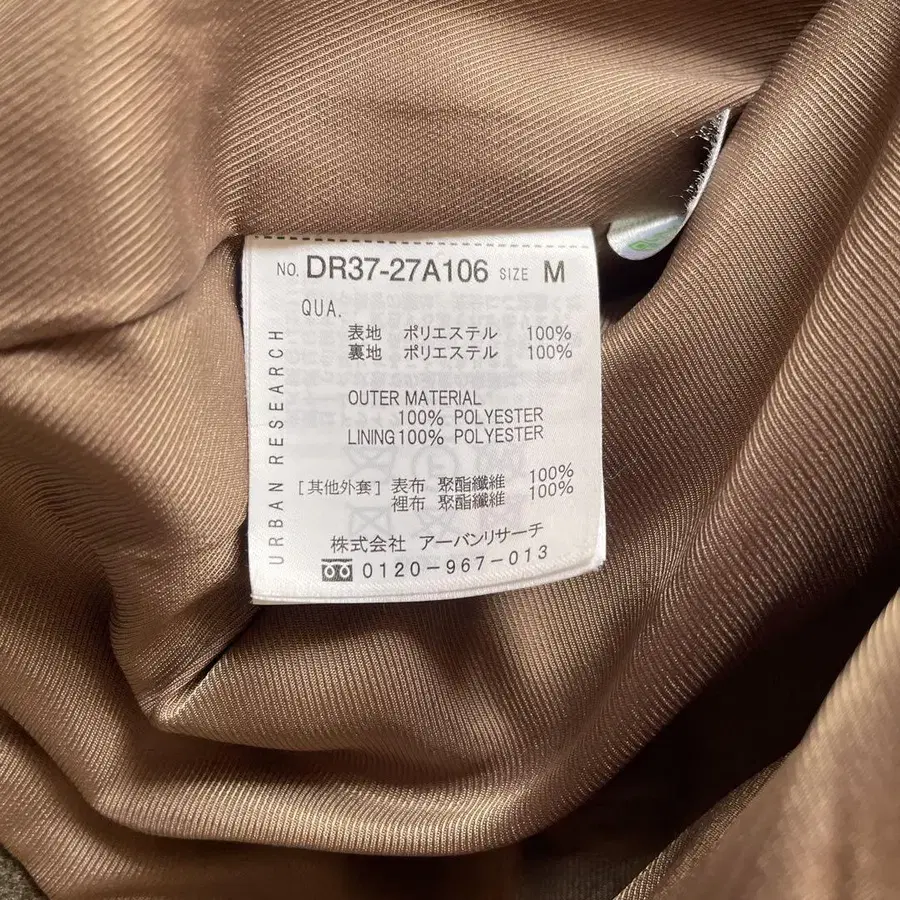 NO. DR37-27A106 SIZE M
QUA.
URBAN RESEARCH
表地 ポリエステル 100%
裏地 ポリエステル 100%
OUTER MATERIAL
100% POLYESTER
LINING100% POLYESTER
[其他外套] 表布 聚酯纖維 100%
裡布 聚酯纖維 100%
株式会社 アーバンリサーチ
0120-967-013